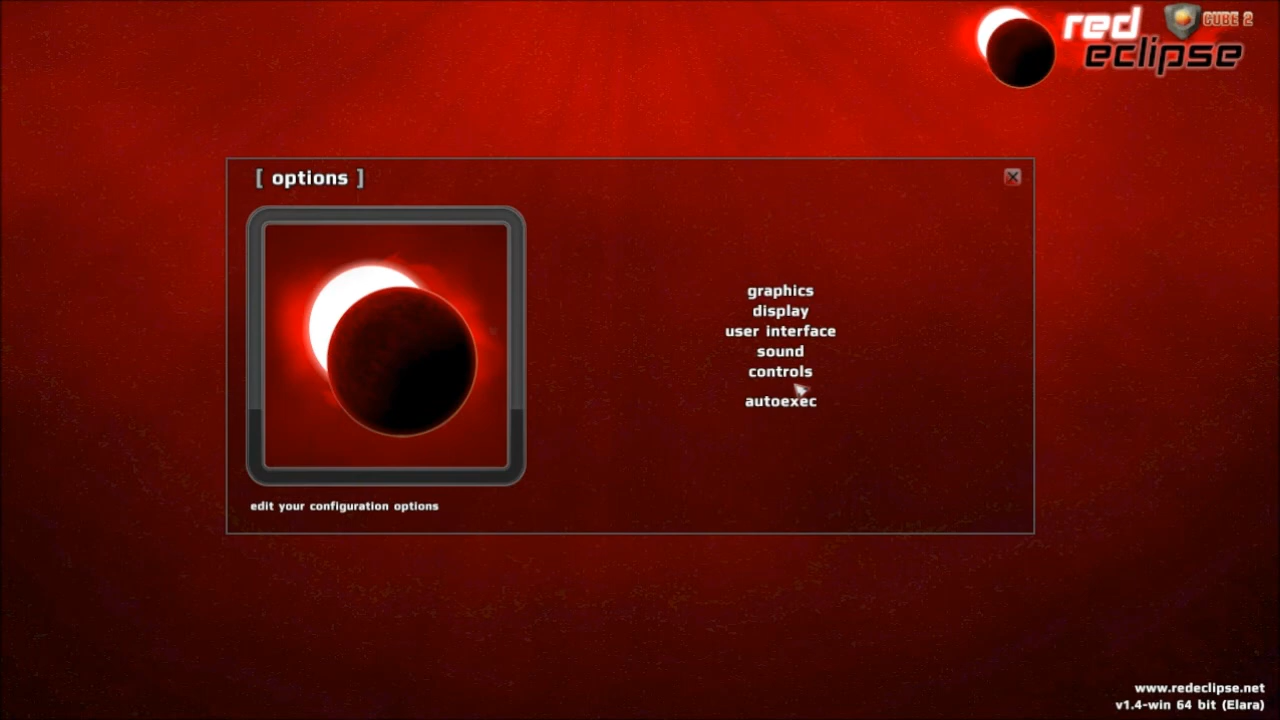 red
CUBE 2
eclipse
[ options ]
graphics
display
user interface
sound
controls
autoexec
edit your configuration options
www.redeclipse.net
v1.4-win 64 bit (Elara)